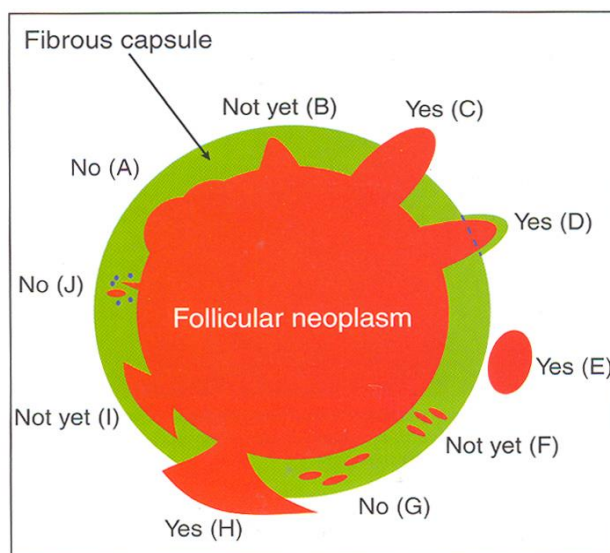 Fibrous capsule
Not yet (B)
Yes (C)
No (A)
Yes (D)
No (J)
Follicular neoplasm
Yes (E)
Not yet (I)
Not yet (F)
No (G)
Yes (H)